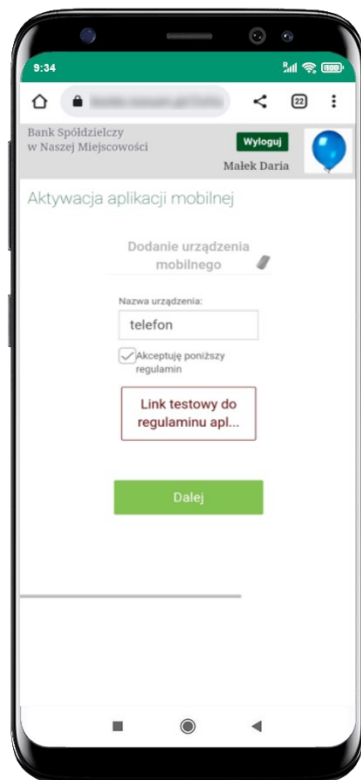 9:34
22
Bank Spółdzielczy
w Naszej Miejscowości
Wyloguj
Małek Daria
Aktywacja aplikacji mobilnej
Dodanie urządzenia
mobilnego
Nazwa urządzenia:
telefon
Akceptuję poniższy
regulamin
Link testowy do
regulaminu apl...
Dalej